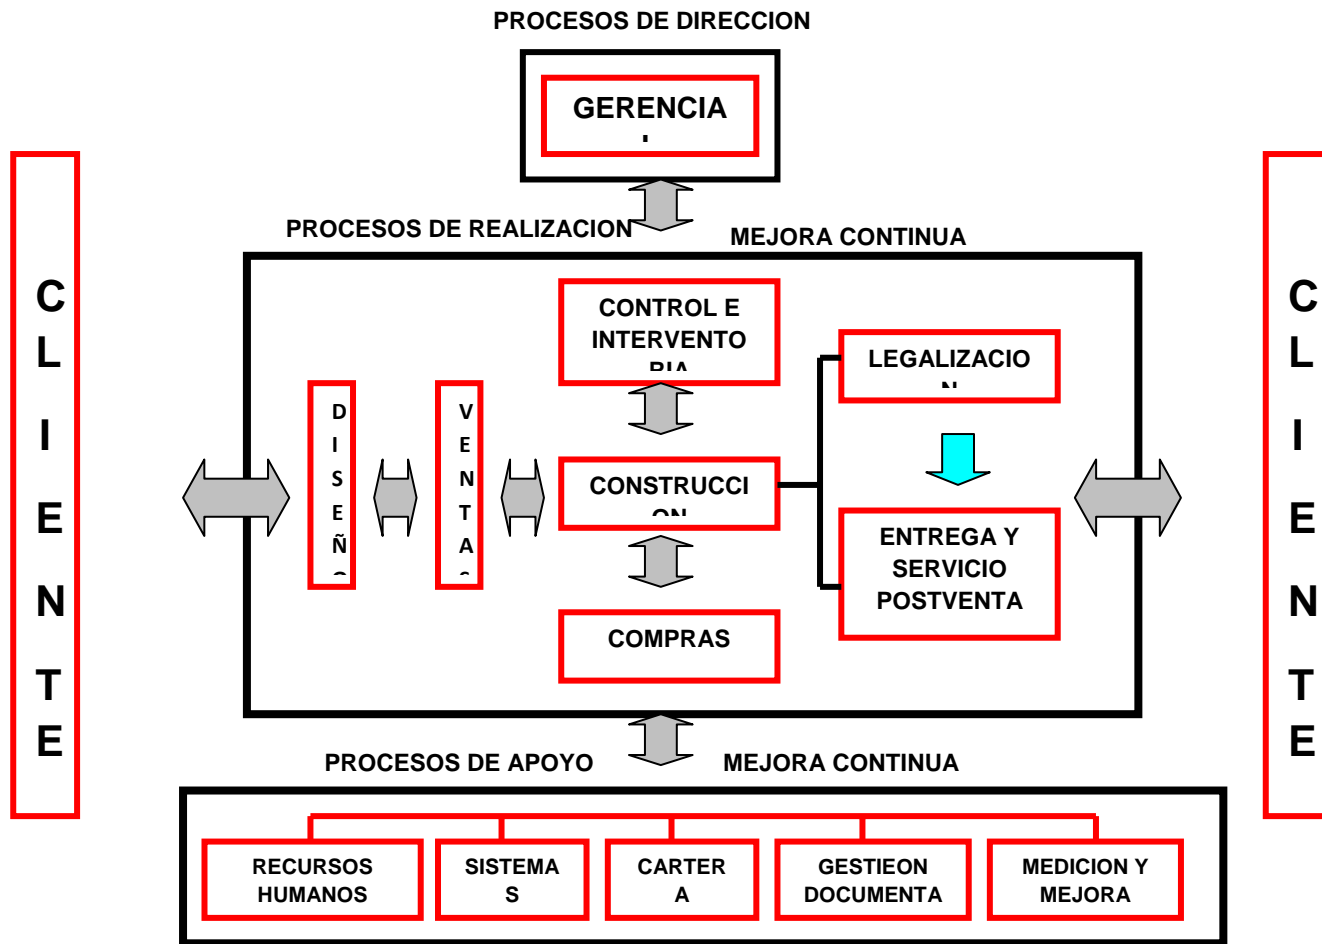 PROCESOS DE DIRECCION
GERENCIA
PROCESOS DE REALIZACION
MEJORA CONTINUA
C
L
I
E
N
T
E
D
I
S
E
Ñ
V
E
N
T
A
CONTROL E
INTERVENTO
CONSTRUCCI
COMPRAS
LEGALIZACIO
ENTREGA Y
SERVICIO
POSTVENTA
C
L
I
E
N
T
E
PROCESOS DE APOYO
MEJORA CONTINUA
RECURSOS
HUMANOS
SISTEMA
S
CARTER
A
GESTIEON
DOCUMENTA
MEDICION Y
MEJORA